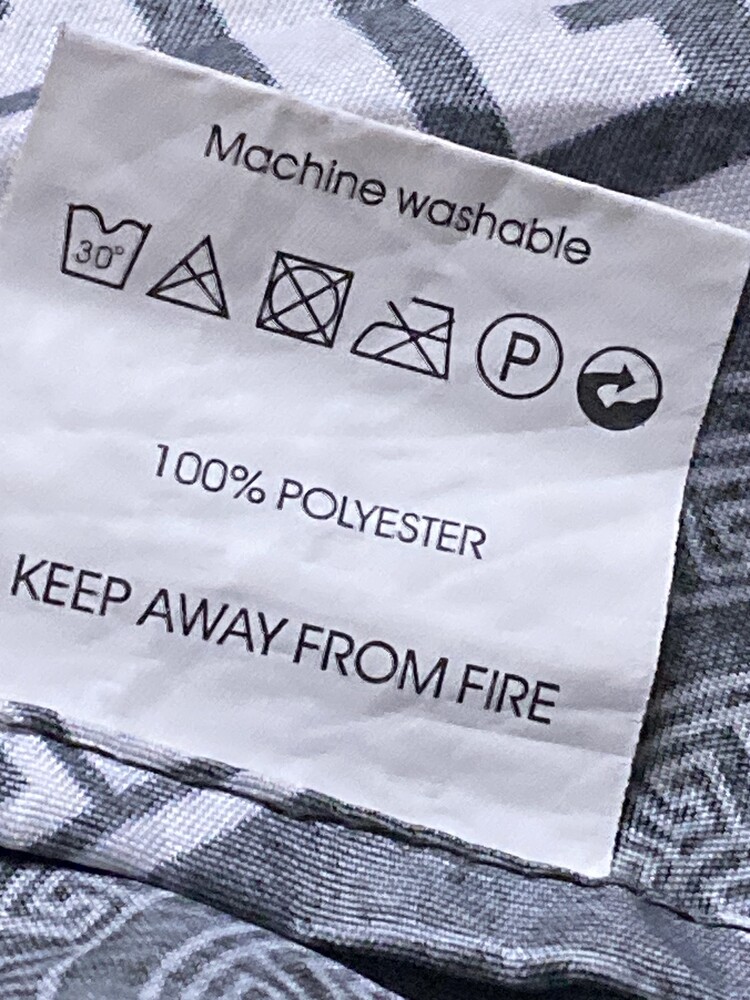 Machine washable
30° P
100% POLYESTER
KEEP AWAY FROM FIRE